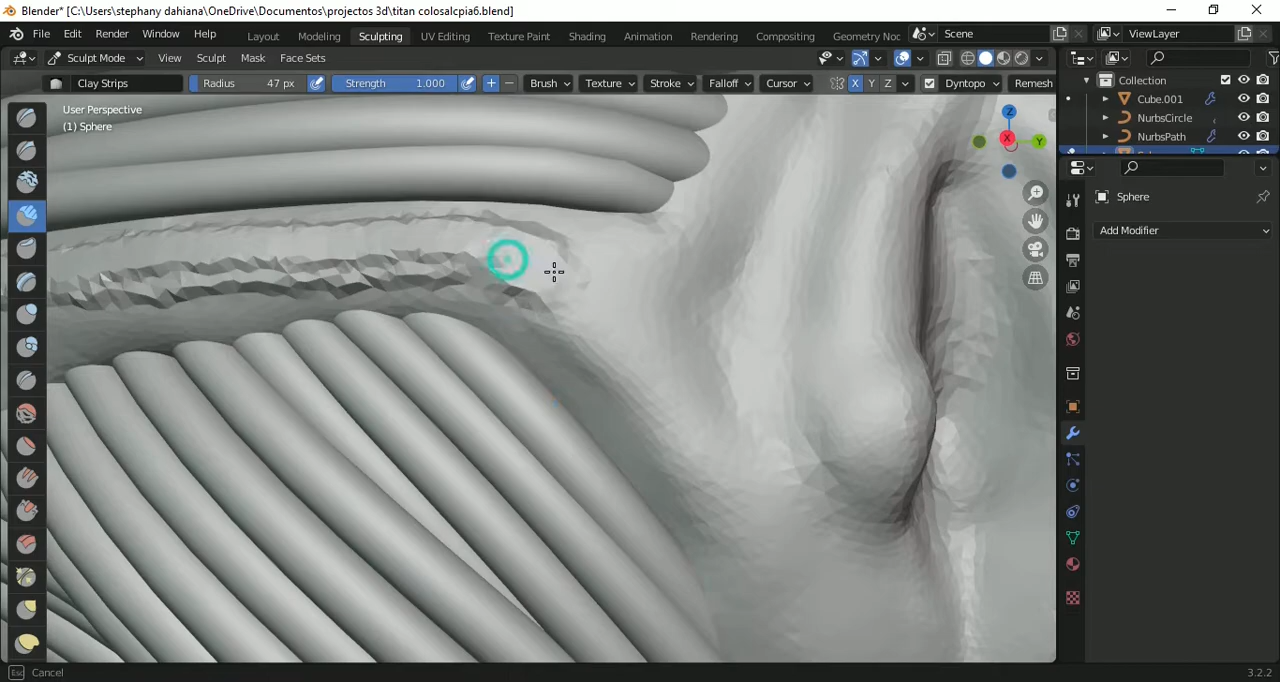 Blender* [C:\Users\stephany dahiana\OneDrive\Documentos\projectos 3d\titan colosalcpia6.blend]
File Edit Render Window Help Layout Modeling Sculpting UV Editing Texture Paint Shading Animation Rendering Compositing Geometry Noc Scene ViewLayer
Sculpt Mode View Sculpt Mask Face Sets
Clay Strips Radius 47 px Strength 1.000 Brush Texture Stroke Falloff Cursor X Y Z Dyntopo Remesh
User Perspective
(1) Sphere
Z
X Y
Collection
Cube.001
NurbsCircle
NurbsPath
Sphere
Add Modifier
Esc Cancel 3.2.2